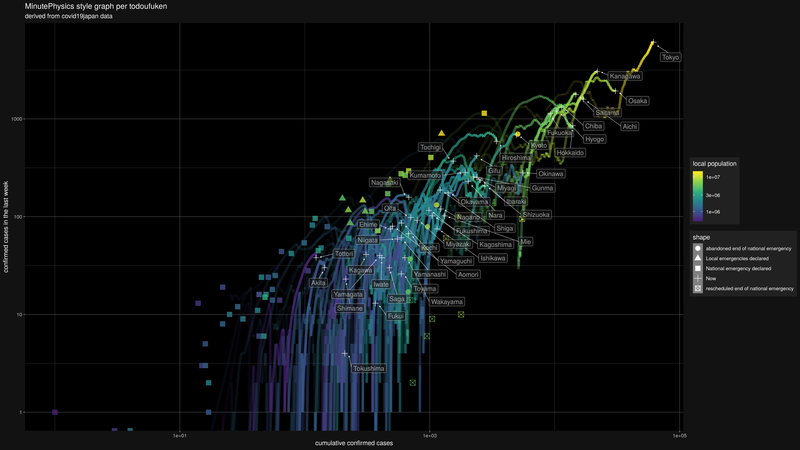 MinutePhysics style graph per todoufuken
derived from covid19japan data
Tokyo
Kanagawa
Osaka
Saitama
Chiba
Aichi
Fukuoka
Hyogo
Kyoto
Hokkaido
Tochigi
Hiroshima
Gifu
Kumamoto
Okinawa
Nagasaki
Miyagi
Gunma
Okayama
Ibaraki
Oita
Nagano
Nara
Shizuoka
Ehime
Fukushima
Shiga
Niigata
Kochi
Miyazaki
Kagoshima
Mie
Tottori
Yamaguchi
Ishikawa
Kagawa
Yamanashi
Aomori
Akita
Iwate
Toyama
Yamagata
Saga
Wakayama
Shimane
Fukui
Tokushima
1000
100
10
1
confirmed cases in the last week
1e+01
1e+03
1e+05
cumulative confirmed cases
local population
1e+07
3e+06
1e+06
shape
abandoned end of national emergency
Local emergencies declared
National emergency declared
Now
rescheduled end of national emergency